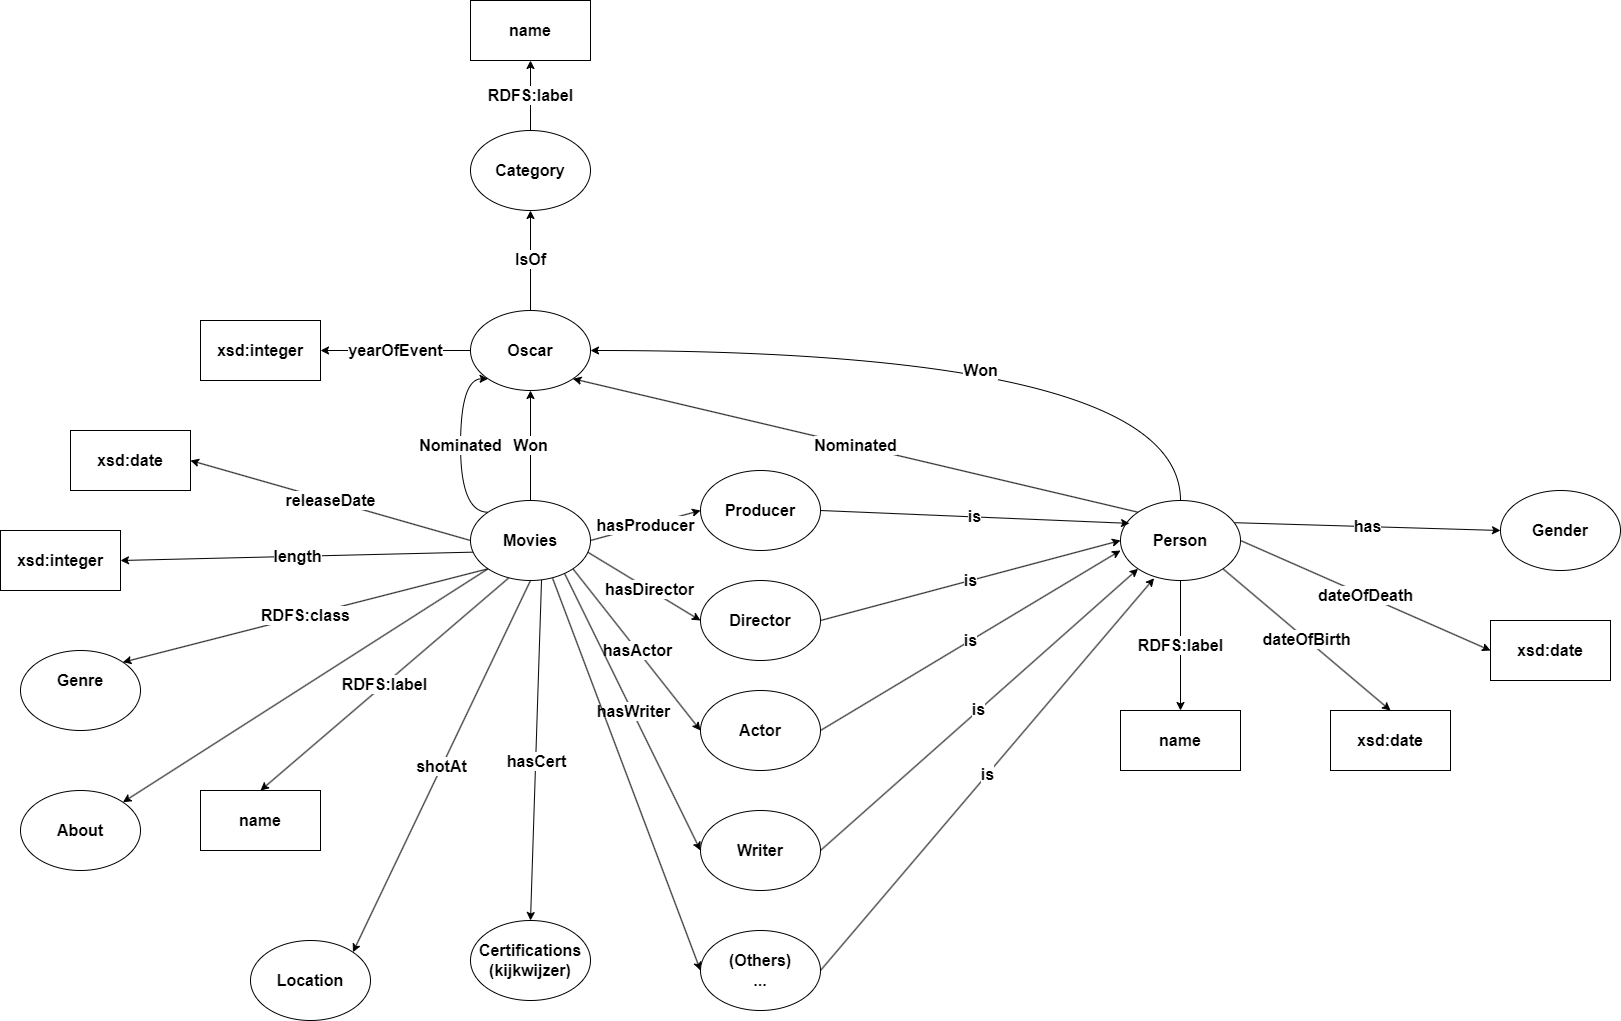 name
RDFS:label
Category
IsOf
xsd:integer
yearOfEvent
Oscar
Won
Nominated
Won
Nominated
xsd:date
releaseDate
Producer
hasProducer
is
Movies
Person
has
Gender
xsd:integer
length
hasDirector
is
dateOfDeath
RDFS:class
Director
dateOfBirth
RDFS:label
hasActor
is
xsd:date
Genre
RDFS:label
hasWriter
is
Actor
name
xsd:date
shotAt
hasCert
is
About
name
Writer
Certifications
(kijkwijzer)
(Others)
...
Location